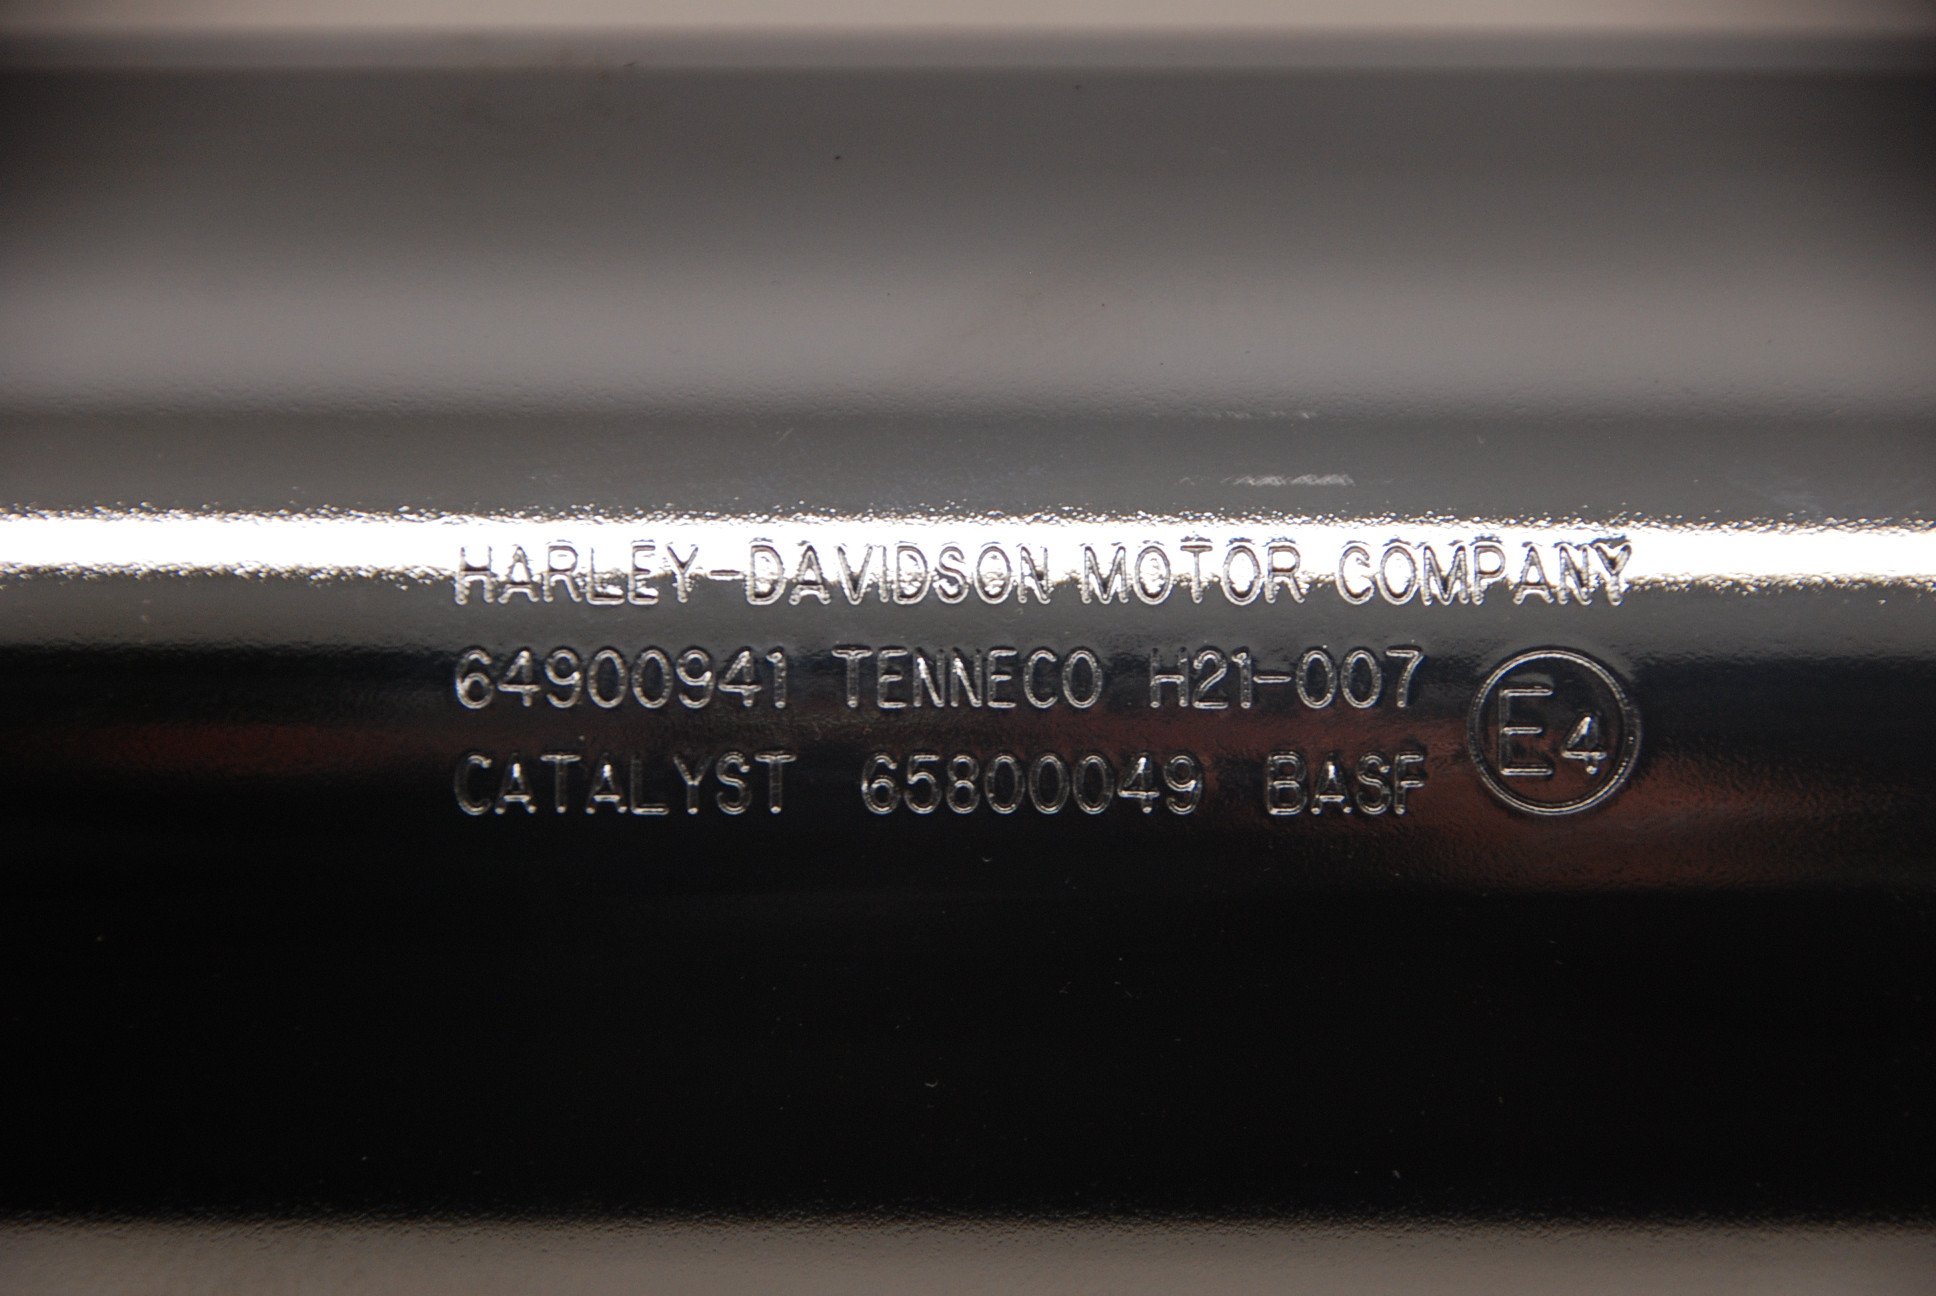 HARLEY-DAVIDSON MOTOR COMPANY
64900941 TENNECO H21-007
CATALYST 65800049 BASF
E4